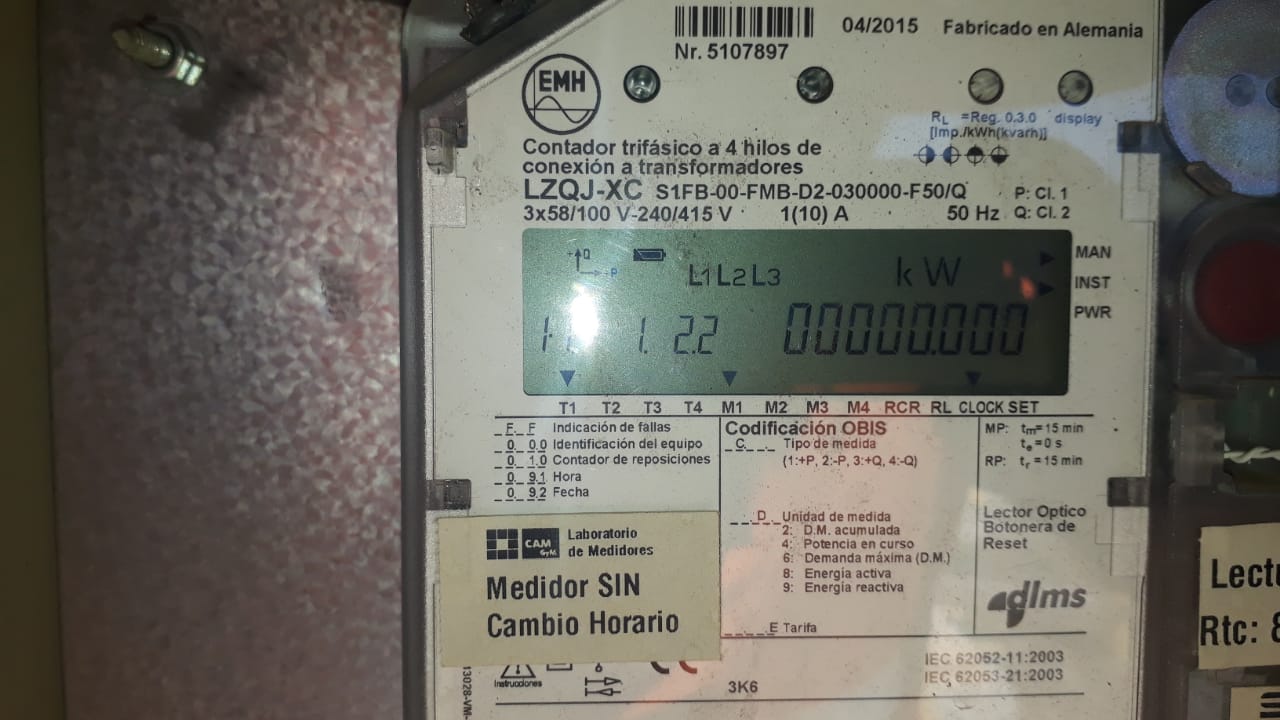 04/2015 Fabricado en Alemania
Nr. 5107897
EMH
RL =Reg. 0.3.0 display
[Imp./kWh(kvarh)]
Contador trifásico a 4 hilos de
conexión a transformadores
LZQJ-XC S1FB-00-FMB-D2-030000-F50/Q P: Cl. 1
3x58/100 V-240/415 V 1(10) A 50 Hz Q: Cl. 2
+Q
+P
L1L2L3 kW
MAN
INST
PWR
1. 2.2 00000.000
T1 T2 T3 T4 M1 M2 M3 M4 RCR RL CLOCK SET
F. F Indicación de fallas
0. 0.0 Identificación del equipo
0. 1.0 Contador de reposiciones
0. 9.1 Hora
0. 9.2 Fecha
Codificación OBIS
C. Tipo de medida
(1:+P, 2:-P, 3:+Q, 4:-Q)
D Unidad de medida
2: D.M. acumulada
4: Potencia en curso
6: Demanda máxima (D.M.)
8: Energía activa
9: Energía reactiva
E Tarifa
MP: tm=15 min
te=0 s
RP: tr=15 min
Lector Optico
Botonera de
Reset
dlms
CAM
GyM
Laboratorio
de Medidores
Medidor SIN
Cambio Horario
Lectu
Rtc: 8
Instrucciones
CE
3K6
IEC 62052-11:2003
IEC 62053-21:2003